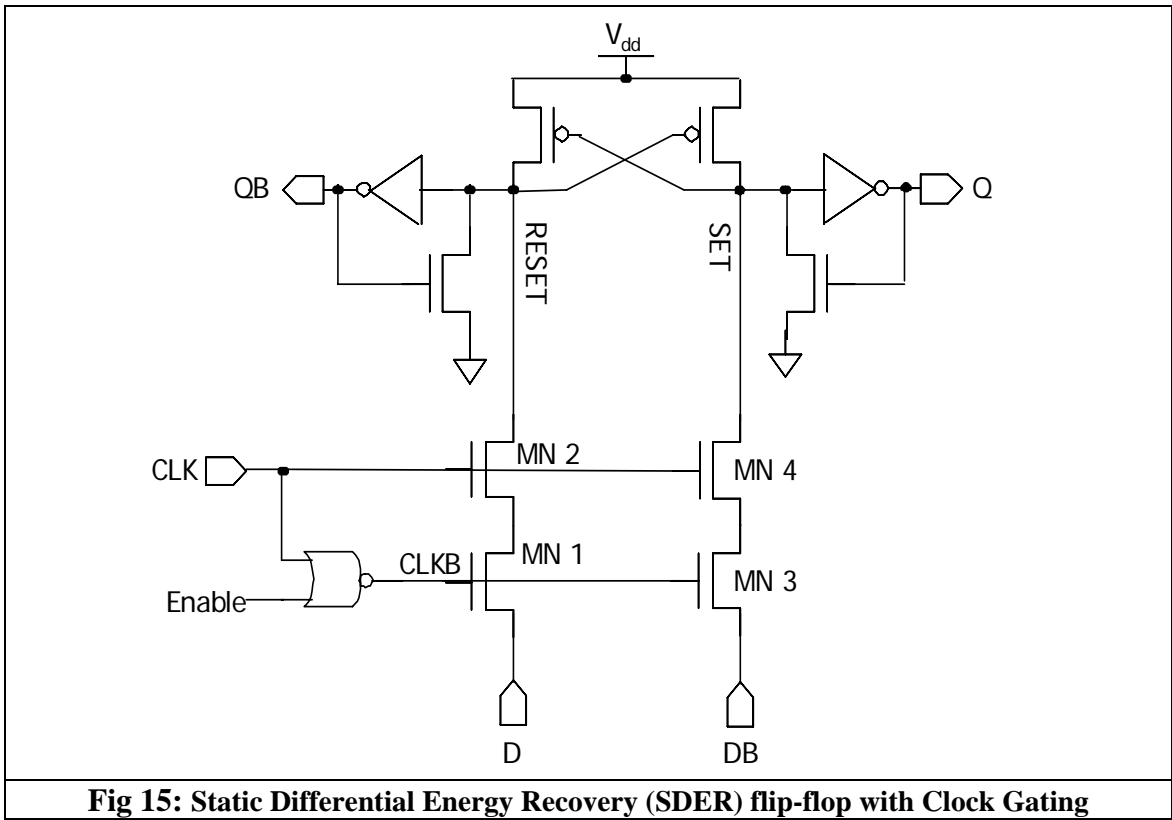 Vdd
QB
Q
RESET
SET
CLK
MN 2
MN 4
CLKB
MN 1
MN 3
Enable
D
DB
Fig 15: Static Differential Energy Recovery (SDER) flip-flop with Clock Gating